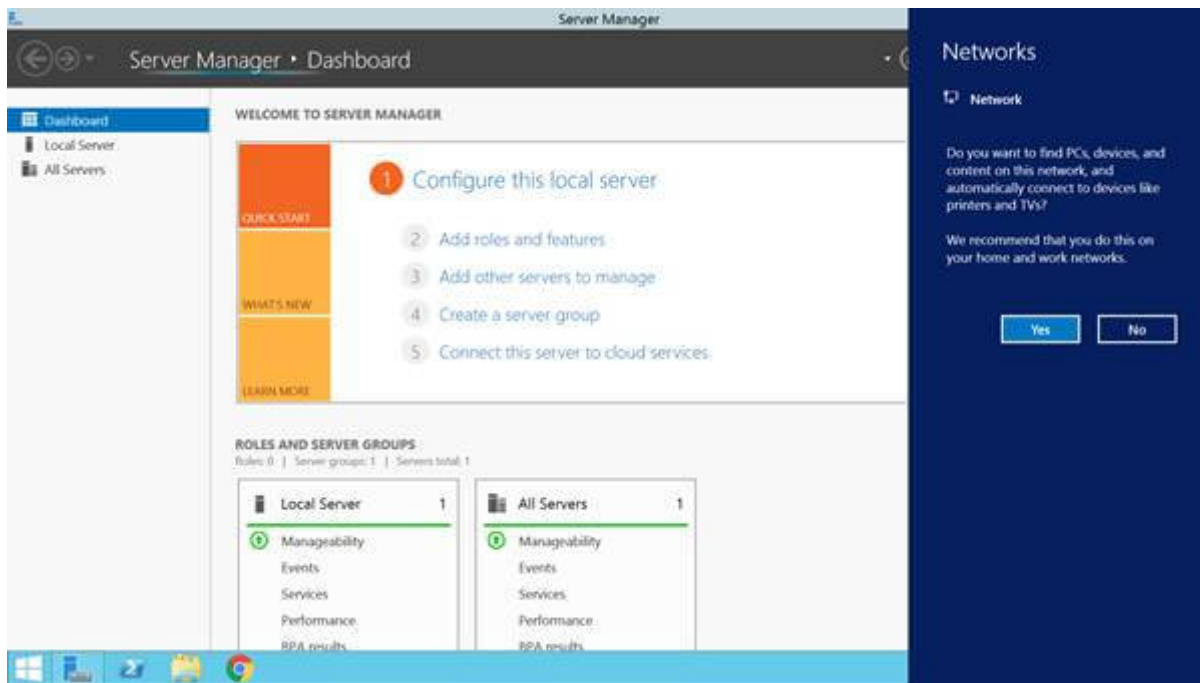 Server Manager
Server Manager • Dashboard
Dashboard
Local Server
All Servers
WELCOME TO SERVER MANAGER
QUICK START
WHAT'S NEW
LEARN MORE
1 Configure this local server
2 Add roles and features
3 Add other servers to manage
4 Create a server group
5 Connect this server to cloud services
ROLES AND SERVER GROUPS
Roles: 0 | Server groups: 1 | Servers total: 1
Local Server 1
Manageability
Events
Services
Performance
BPA results
All Servers 1
Manageability
Events
Services
Performance
BPA results
Networks
Network
Do you want to find PCs, devices, and
content on this network, and
automatically connect to devices like
printers and TVs?
We recommend that you do this on
your home and work networks.
Yes No